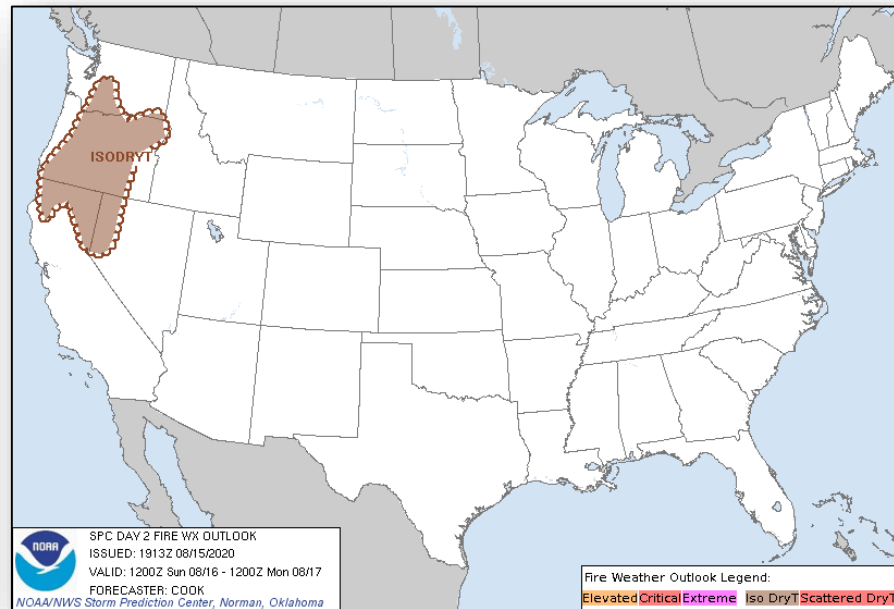 ISODRYT
NOAA
SPC DAY 2 FIRE WX OUTLOOK
ISSUED: 1913Z 08/15/2020
VALID: 1200Z Sun 08/16 - 1200Z Mon 08/17
FORECASTER: COOK
NOAA/NWS Storm Prediction Center, Norman, Oklahoma
Fire Weather Outlook Legend:
Elevated Critical Extreme Iso DryT Scattered DryT